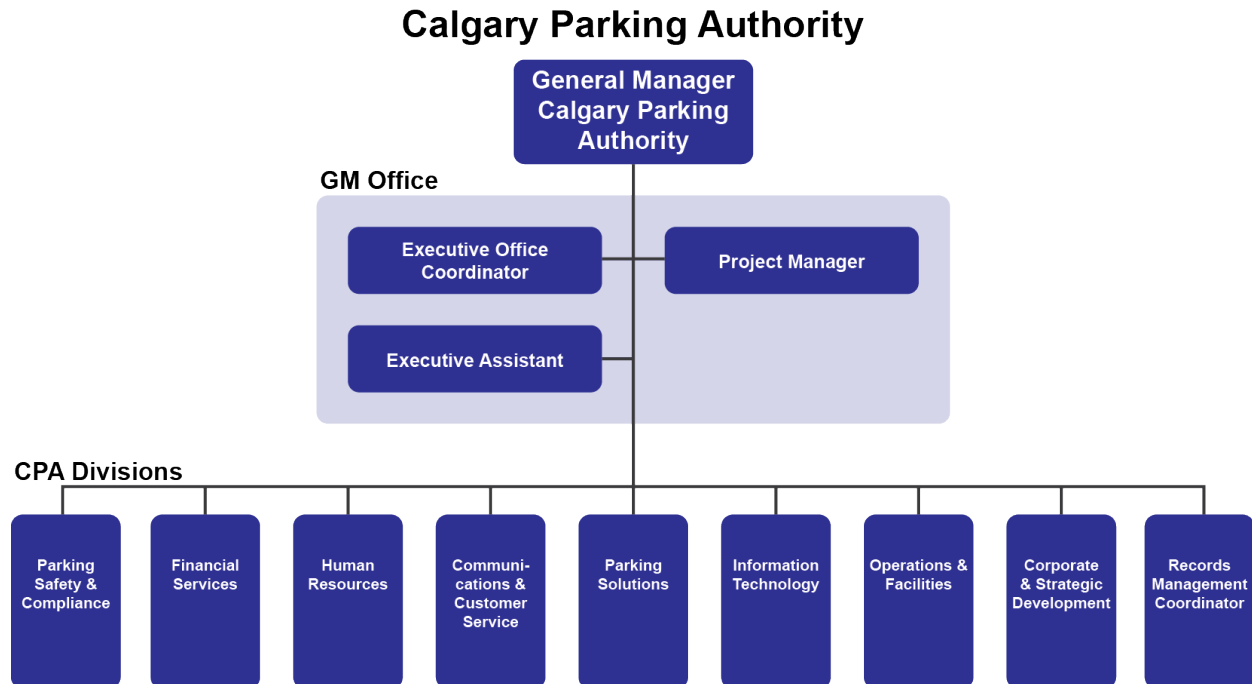 Calgary Parking Authority
General Manager
Calgary Parking
Authority
GM Office
Executive Office
Coordinator
Project Manager
Executive Assistant
CPA Divisions
Parking
Safety &
Compliance
Financial
Services
Human
Resources
Communi-
cations &
Customer
Service
Parking
Solutions
Information
Technology
Operations &
Facilities
Corporate
& Strategic
Development
Records
Management
Coordinator